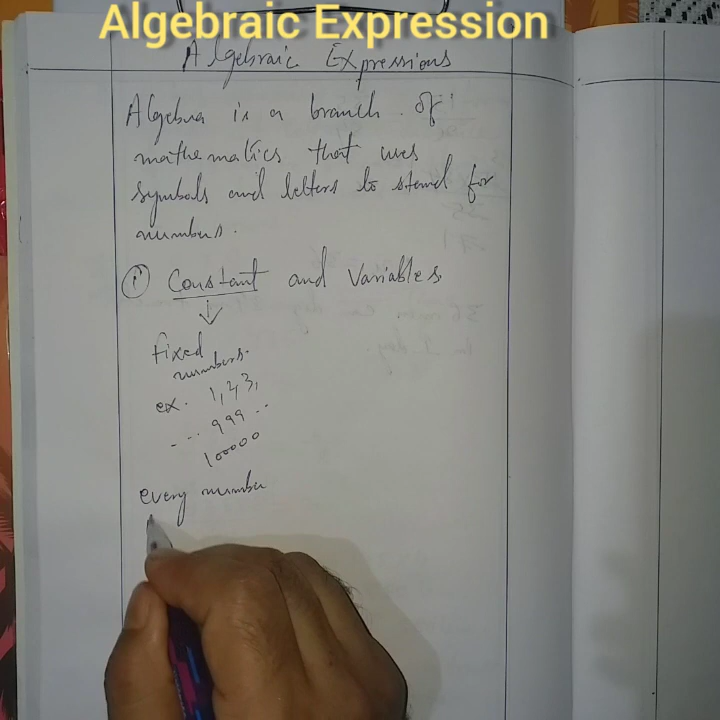 Algebraic Expression
Algebraic Expressions
Algebra is a branch of
mathematics that uses
symbols and letters to stand for
numbers.
(i) Constant and Variables.
fixed
numbers.
ex. 1, 2, 3,
.... 999 ..
100000
every number